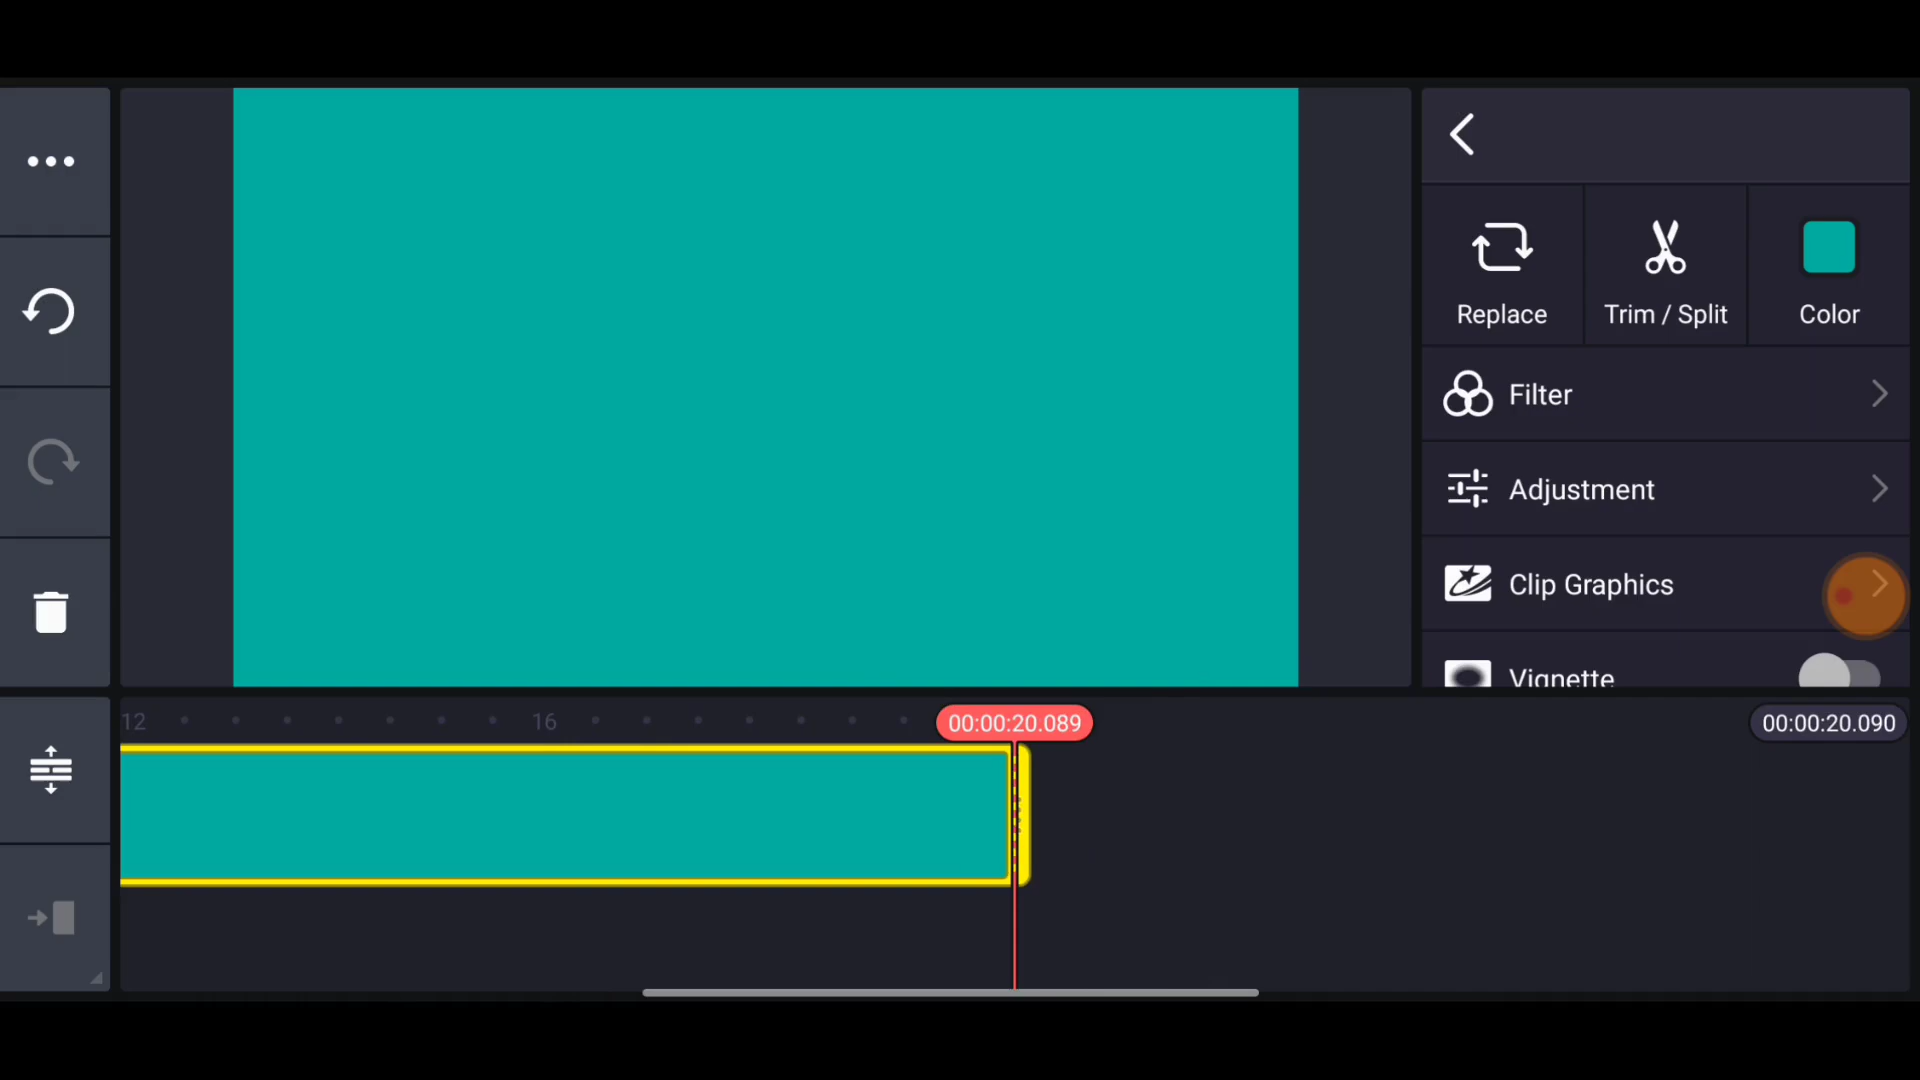 Replace
Trim / Split
Color
Filter
Adjustment
Clip Graphics
Vignette
12
16
00:00:20.089
00:00:20.090